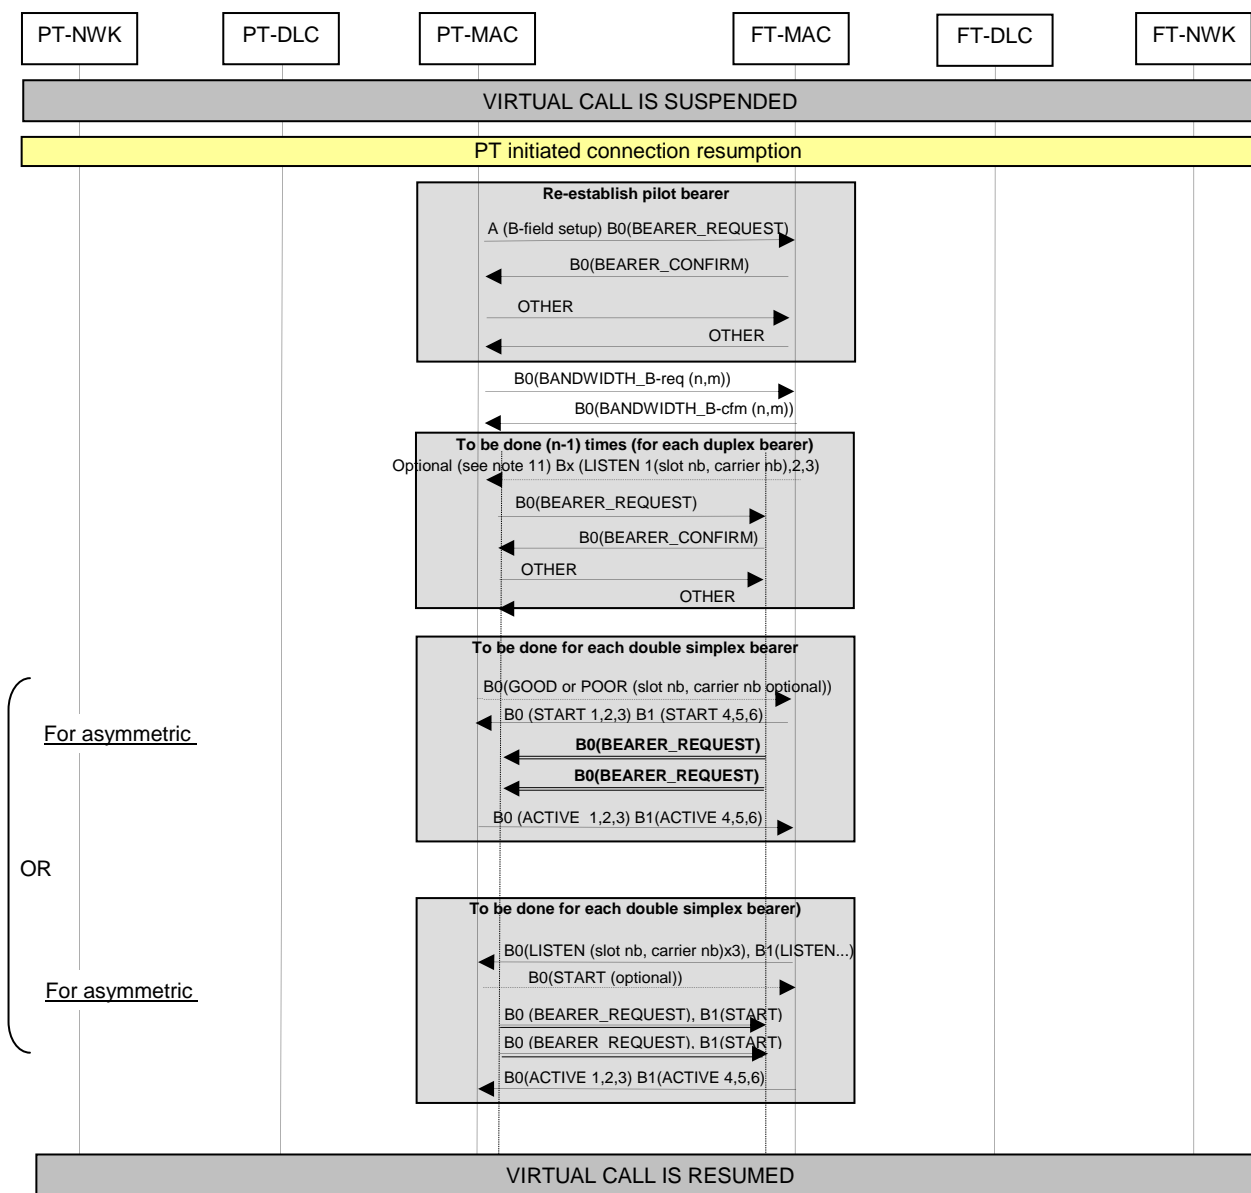 PT-NWK PT-DLC PT-MAC FT-MAC FT-DLC FT-NWK
VIRTUAL CALL IS SUSPENDED
PT initiated connection resumption
Re-establish pilot bearer
A (B-field setup) B0(BEARER_REQUEST)
B0(BEARER_CONFIRM)
OTHER
OTHER
B0(BANDWIDTH_B-req (n,m))
B0(BANDWIDTH_B-cfm (n,m))
To be done (n-1) times (for each duplex bearer)
Optional (see note 11) Bx (LISTEN 1(slot nb, carrier nb),2,3)
B0(BEARER_REQUEST)
B0(BEARER_CONFIRM)
OTHER
OTHER
To be done for each double simplex bearer
B0(GOOD or POOR (slot nb, carrier nb optional))
B0 (START 1,2,3) B1 (START 4,5,6)
For asymmetric
B0(BEARER_REQUEST)
B0(BEARER_REQUEST)
B0 (ACTIVE 1,2,3) B1(ACTIVE 4,5,6)
OR
To be done for each double simplex bearer)
B0(LISTEN (slot nb, carrier nb)x3), B1(LISTEN...)
B0(START (optional))
For asymmetric
B0 (BEARER_REQUEST), B1(START)
B0 (BEARER_REQUEST), B1(START)
B0(ACTIVE 1,2,3) B1(ACTIVE 4,5,6)
VIRTUAL CALL IS RESUMED